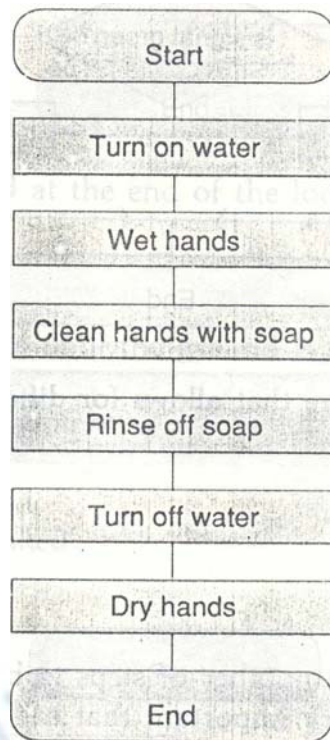 Start
Turn on water
Wet hands
Clean hands with soap
Rinse off soap
Turn off water
Dry hands
End